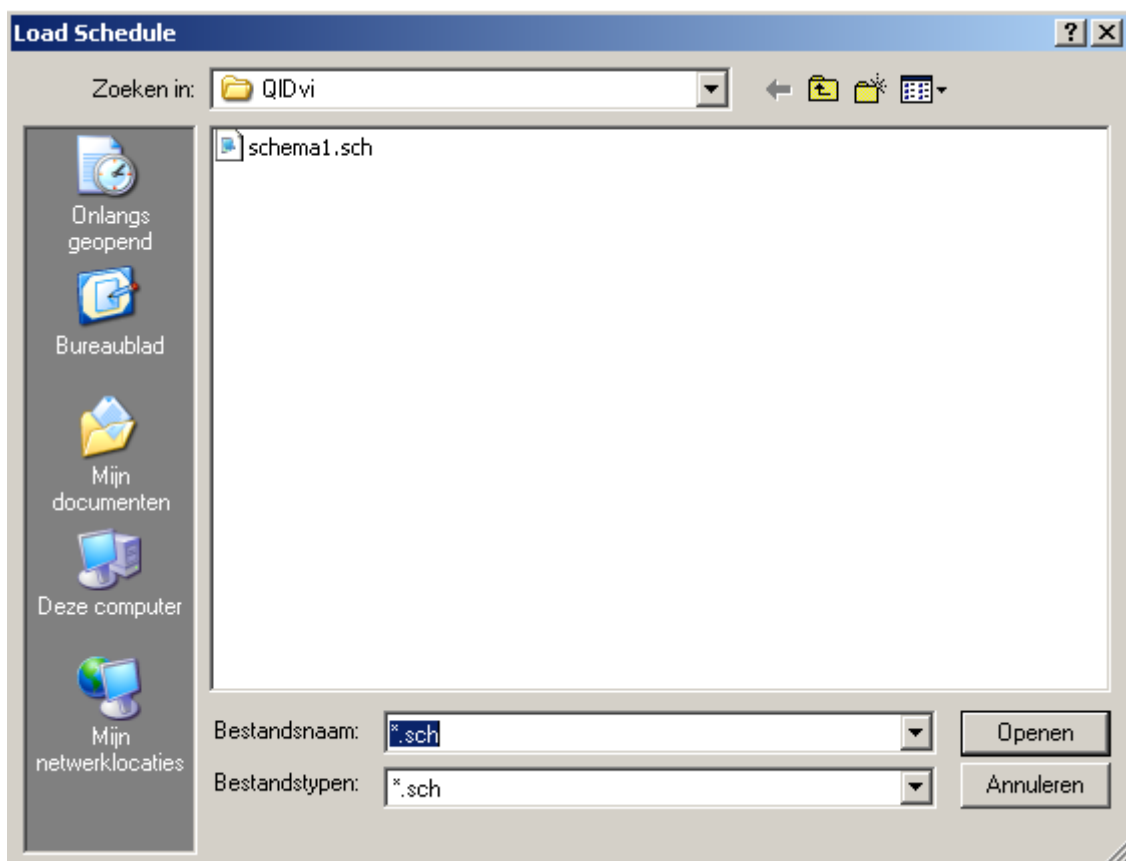 Load Schedule
Zoeken in:
QIDvi
schema1.sch
Onlangs
geopend
Bureaublad
Mijn
documenten
Deze computer
Mijn
netwerklocaties
Bestandsnaam:
*.sch
Openen
Bestandstypen:
*.sch
Annuleren